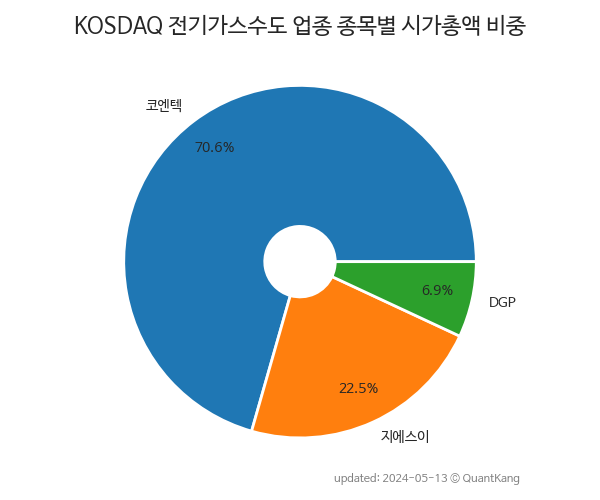 KOSDAQ 전기가스수도 업종 종목별 시가총액 비중
코엔텍
70.6%
6.9%
DGP
22.5%
지에스이
updated: 2024-05-13 © QuantKang